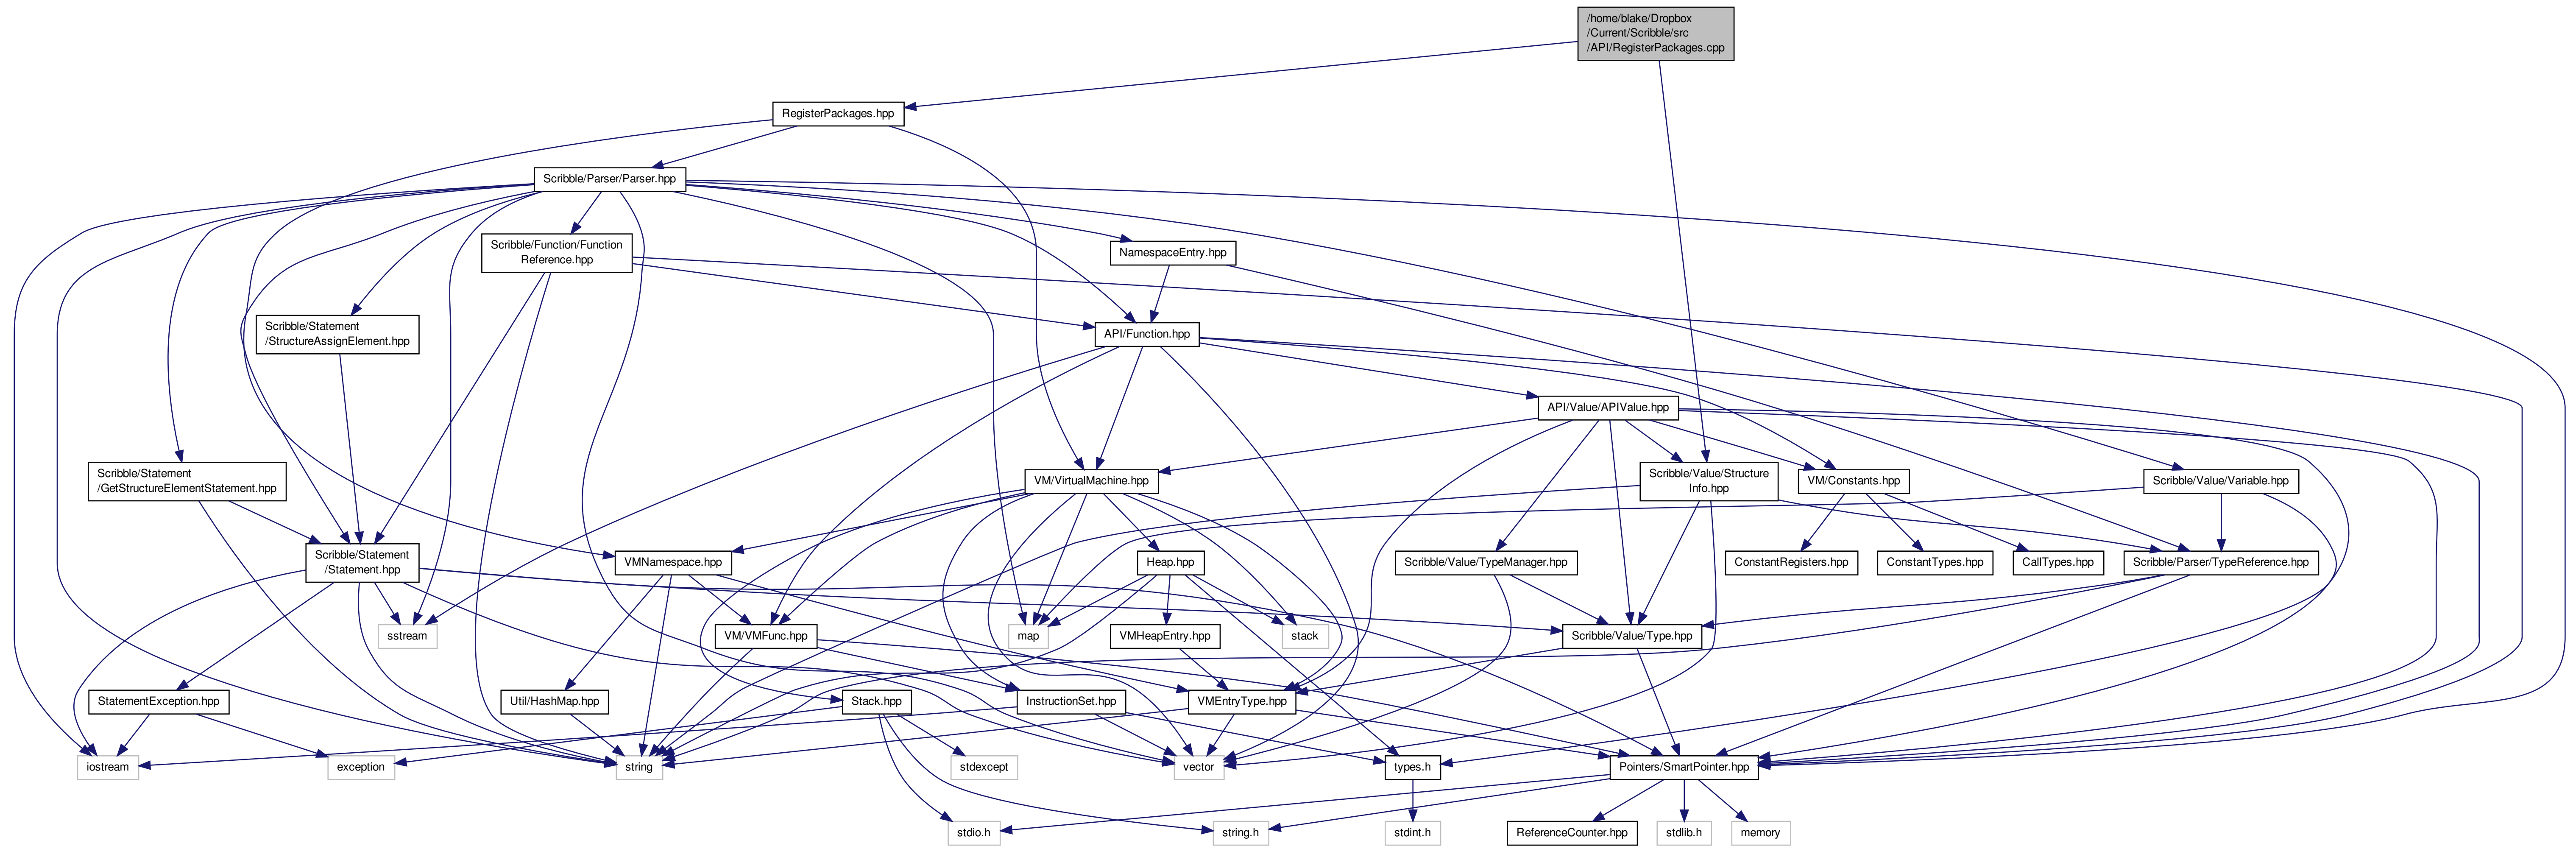 /home/blake/Dropbox
/Current/Scribble/src
/API/RegisterPackages.cpp
RegisterPackages.hpp
Scribble/Parser/Parser.hpp
Scribble/Function/Function
Reference.hpp
NamespaceEntry.hpp
Scribble/Statement
/StructureAssignElement.hpp
API/Function.hpp
API/Value/APIValue.hpp
Scribble/Statement
/GetStructureElementStatement.hpp
VM/VirtualMachine.hpp
Scribble/Value/Structure
Info.hpp
VM/Constants.hpp
Scribble/Value/Variable.hpp
Scribble/Statement
/Statement.hpp
VMNamespace.hpp
Heap.hpp
Scribble/Value/TypeManager.hpp
ConstantRegisters.hpp
ConstantTypes.hpp
CallTypes.hpp
Scribble/Parser/TypeReference.hpp
sstream
VM/VMFunc.hpp
map
VMHeapEntry.hpp
stack
Scribble/Value/Type.hpp
StatementException.hpp
Util/HashMap.hpp
Stack.hpp
InstructionSet.hpp
VMEntryType.hpp
iostream
exception
string
stdexcept
vector
types.h
Pointers/SmartPointer.hpp
stdio.h
string.h
stdint.h
ReferenceCounter.hpp
stdlib.h
memory